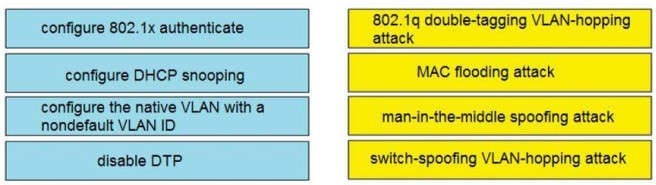 configure 802.1x authenticate
configure DHCP snooping
configure the native VLAN with a
nondefault VLAN ID
disable DTP
802.1q double-tagging VLAN-hopping
attack
MAC flooding attack
man-in-the-middle spoofing attack
switch-spoofing VLAN-hopping attack